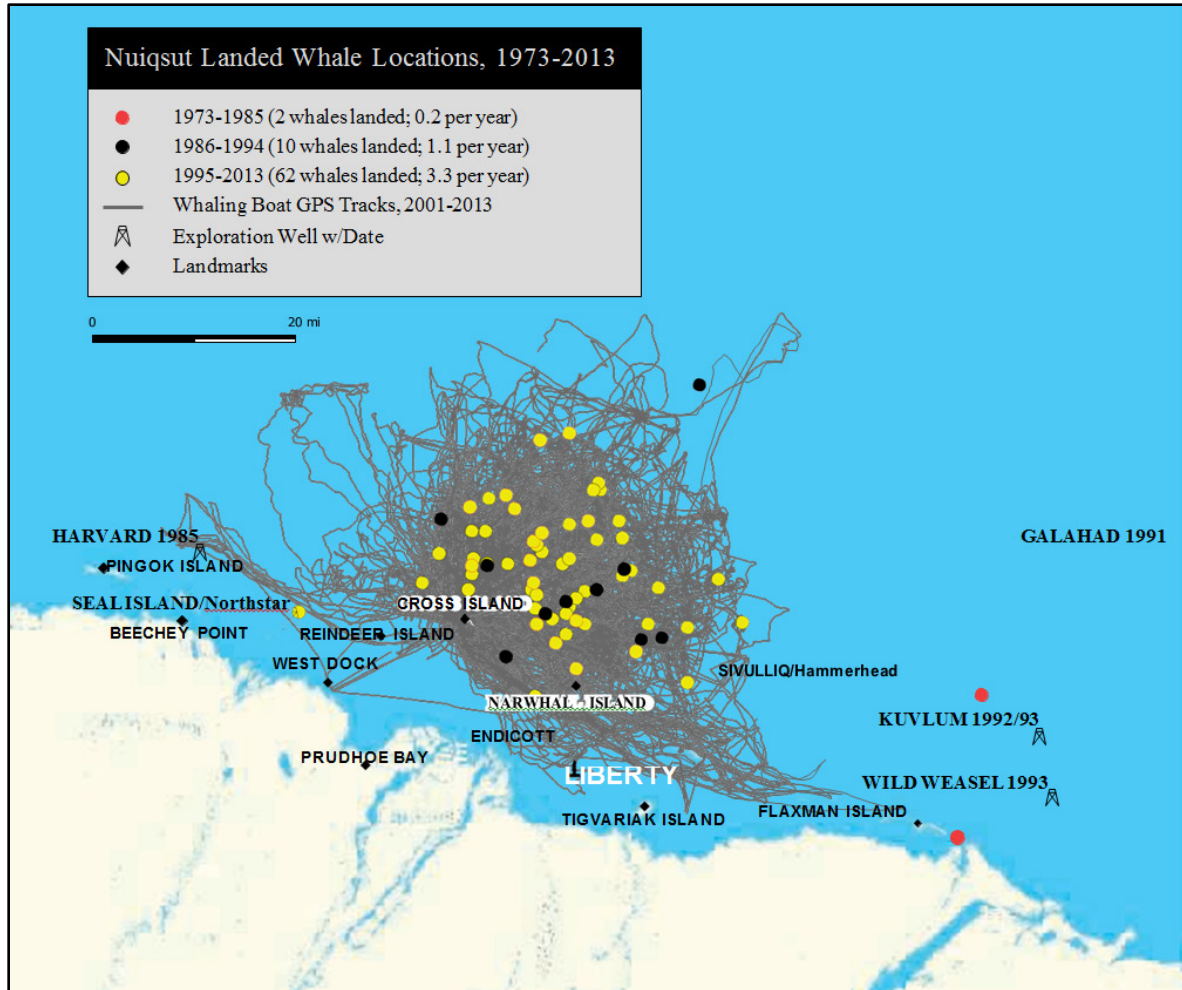 Nuiqsut Landed Whale Locations, 1973-2013
1973-1985 (2 whales landed; 0.2 per year)
1986-1994 (10 whales landed; 1.1 per year)
1995-2013 (62 whales landed; 3.3 per year)
Whaling Boat GPS Tracks, 2001-2013
Exploration Well w/Date
Landmarks
0 20 mi
HARVARD 1985
GALAHAD 1991
PINGOK ISLAND
SEAL ISLAND/Northstar
CROSS ISLAND
BEECHEY POINT
REINDEER ISLAND
WEST DOCK
SIVULLIQ/Hammerhead
NARWHAL ISLAND
KUVLUM 1992/93
ENDICOTT
PRUDHOE BAY
LIBERTY
WILD WEASEL 1993
TIGVARIAK ISLAND
FLAXMAN ISLAND